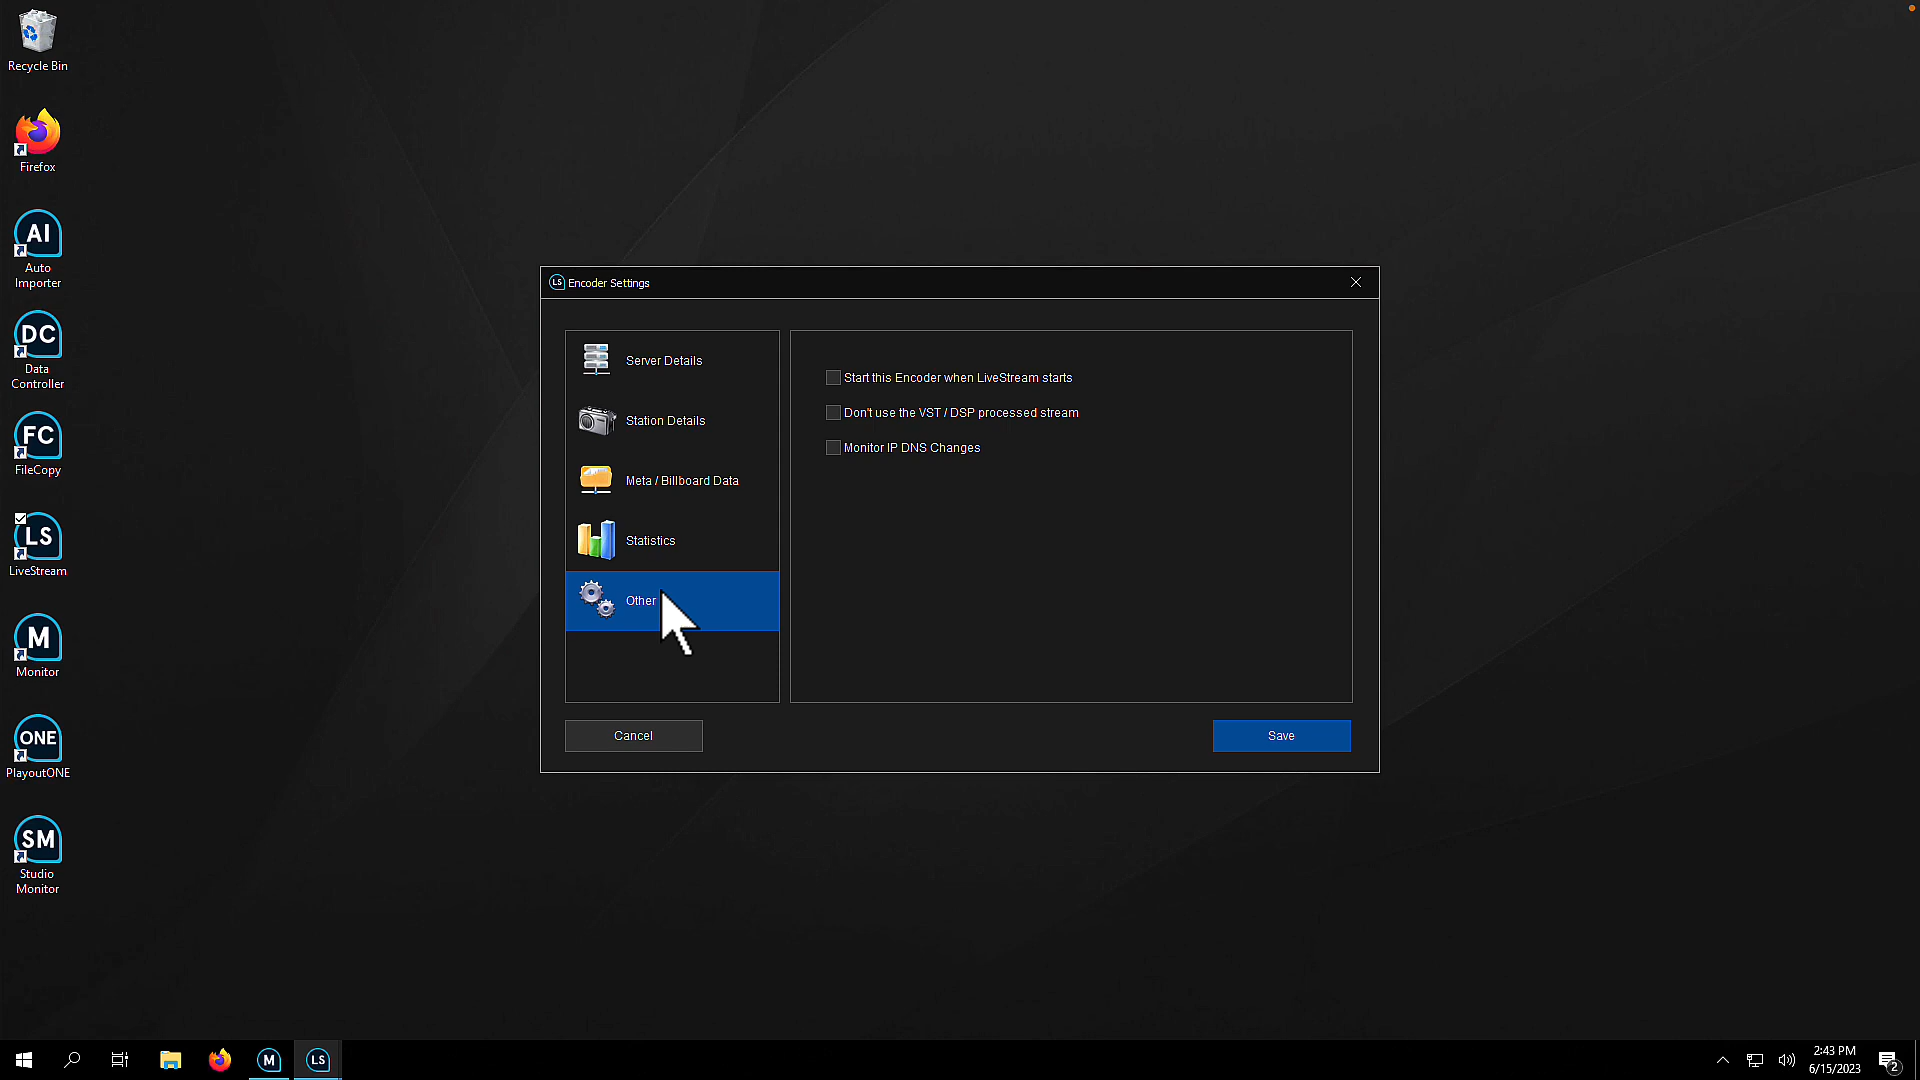 Recycle Bin
Firefox
AI
Auto
Importer
DC
Data
Controller
FC
FileCopy
LS
LiveStream
M
Monitor
ONE
PlayoutONE
SM
Studio
Monitor
LS Encoder Settings
Server Details
Station Details
Meta / Billboard Data
Statistics
Other
Start this Encoder when LiveStream starts
Don't use the VST / DSP processed stream
Monitor IP DNS Changes
Cancel
Save
M
LS
2:43 PM
6/15/2023
2